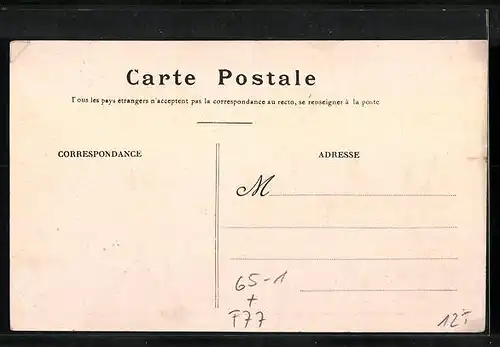 Carte Postale
Tous les pays étrangers n'acceptent pas la correspondance au recto, se renseigner à la poste
CORRESPONDANCE
ADRESSE
M
65-1
+
F77
12T